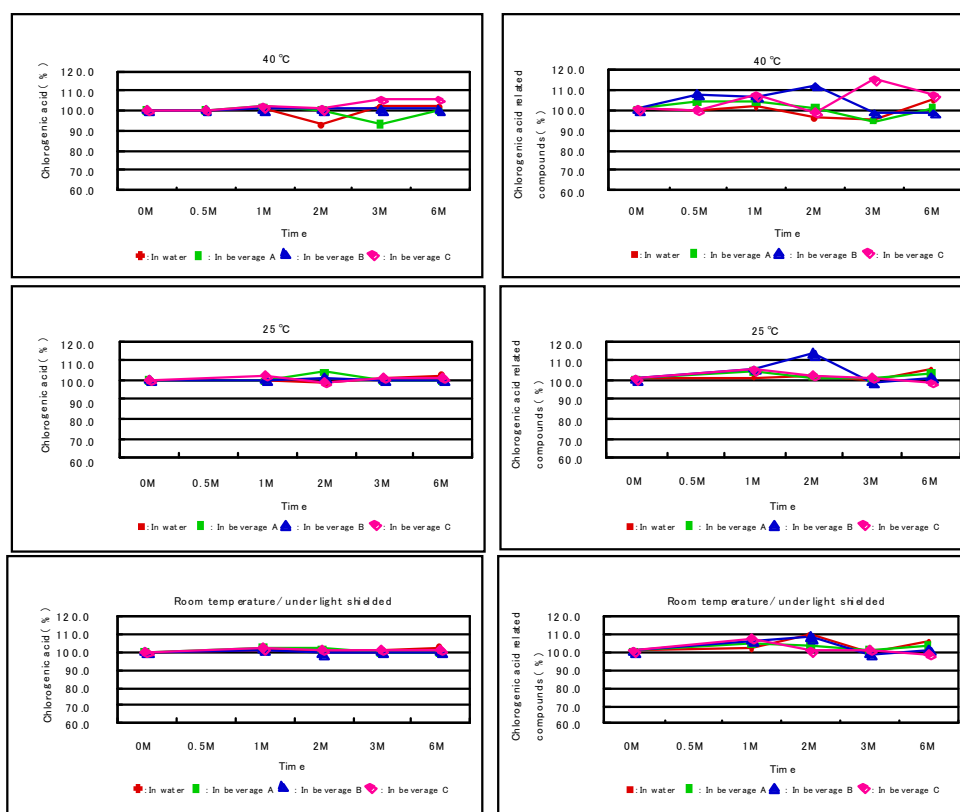 40 ℃
Chlorogenic acid ( % )
120.0
110.0
100.0
90.0
80.0
70.0
60.0
0M 0.5M 1M 2M 3M 6M
Time
: In water : In beverage A : In beverage B : In beverage C
40 ℃
Chlorogenic acid related
compounds ( % )
120.0
110.0
100.0
90.0
80.0
70.0
60.0
0M 0.5M 1M 2M 3M 6M
Time
: In water : In beverage A : In beverage B : In beverage C
25 ℃
Chlorogenic acid ( % )
120.0
110.0
100.0
90.0
80.0
70.0
60.0
0M 0.5M 1M 2M 3M 6M
Time
: In water : In beverage A : In beverage B : In beverage C
25 ℃
Chlorogenic acid related
compounds ( % )
120.0
110.0
100.0
90.0
80.0
70.0
60.0
0M 0.5M 1M 2M 3M 6M
Time
: In water : In beverage A : In beverage B : In beverage C
Room temperature/ under light shielded
Chlorogenic acid ( % )
120.0
110.0
100.0
90.0
80.0
70.0
60.0
0M 0.5M 1M 2M 3M 6M
Time
: In water : In beverage A : In beverage B : In beverage C
Room temperature/ under light shielded
Chlorogenic acid related
compounds ( % )
120.0
110.0
100.0
90.0
80.0
70.0
60.0
0M 0.5M 1M 2M 3M 6M
Time
: In water : In beverage A : In beverage B : In beverage C